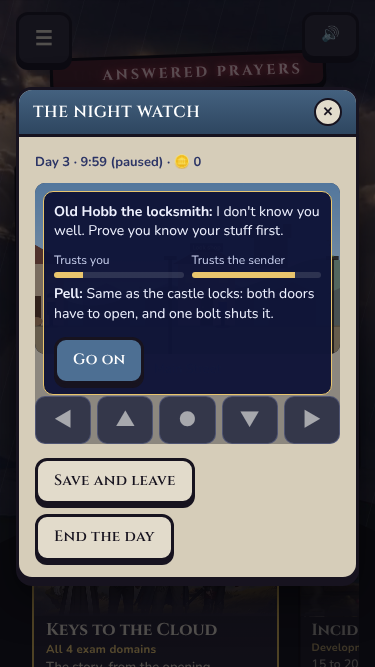 ANSWERED PRAYERS
THE NIGHT WATCH
×
Day 3 · 9:59 (paused) · 🪙 0
Old Hobb the locksmith: I don't know you
well. Prove you know your stuff first.
Trusts you
Trusts the sender
Pell: Same as the castle locks: both doors
have to open, and one bolt shuts it.
GO ON
SAVE AND LEAVE
END THE DAY
KEYS TO THE CLOUD
INCID
All 4 exam domains
Develop
The story, from the opening
15 to 20